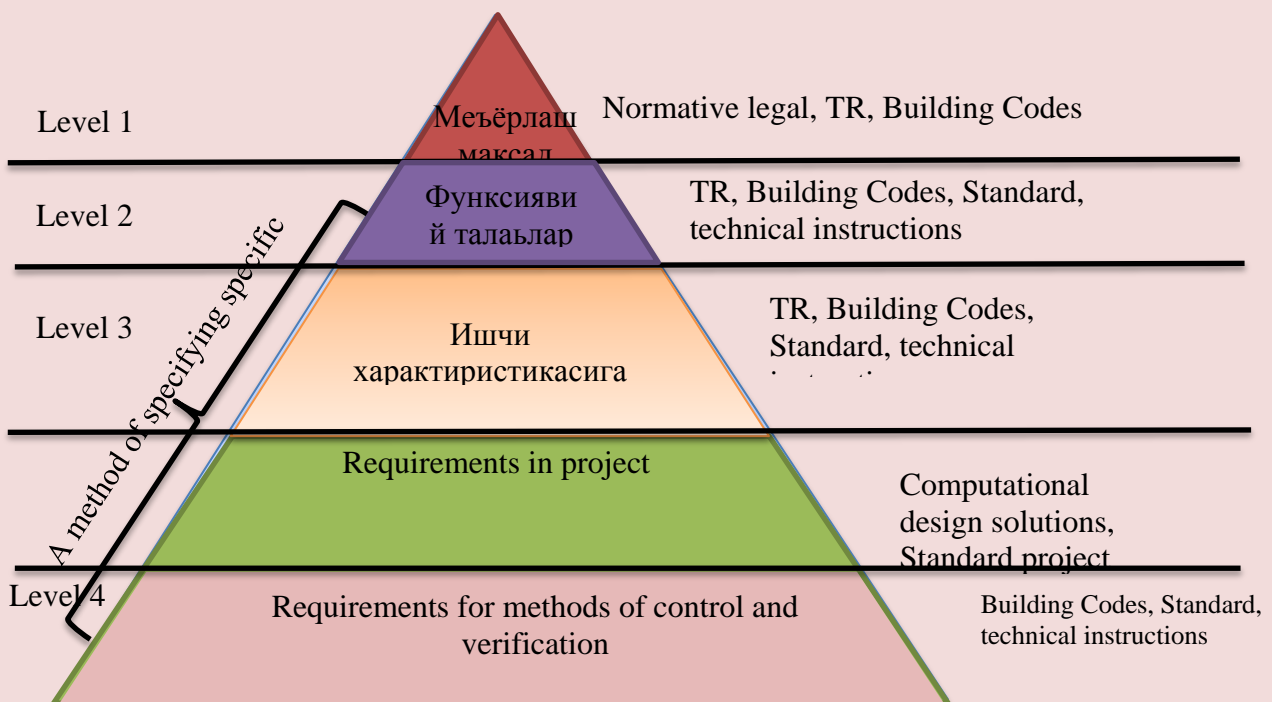 Level 1
Меъёрлаш
максад
Normative legal, TR, Building Codes
Level 2
Функсияви
й талаьлар
TR, Building Codes, Standard,
technical instructions
Level 3
Ишчи
характиристикасига
TR, Building Codes,
Standard, technical
A method of specifying specific
Requirements in project
Computational
design solutions,
Standard project
Level 4
Requirements for methods of control and
verification
Building Codes, Standard,
technical instructions